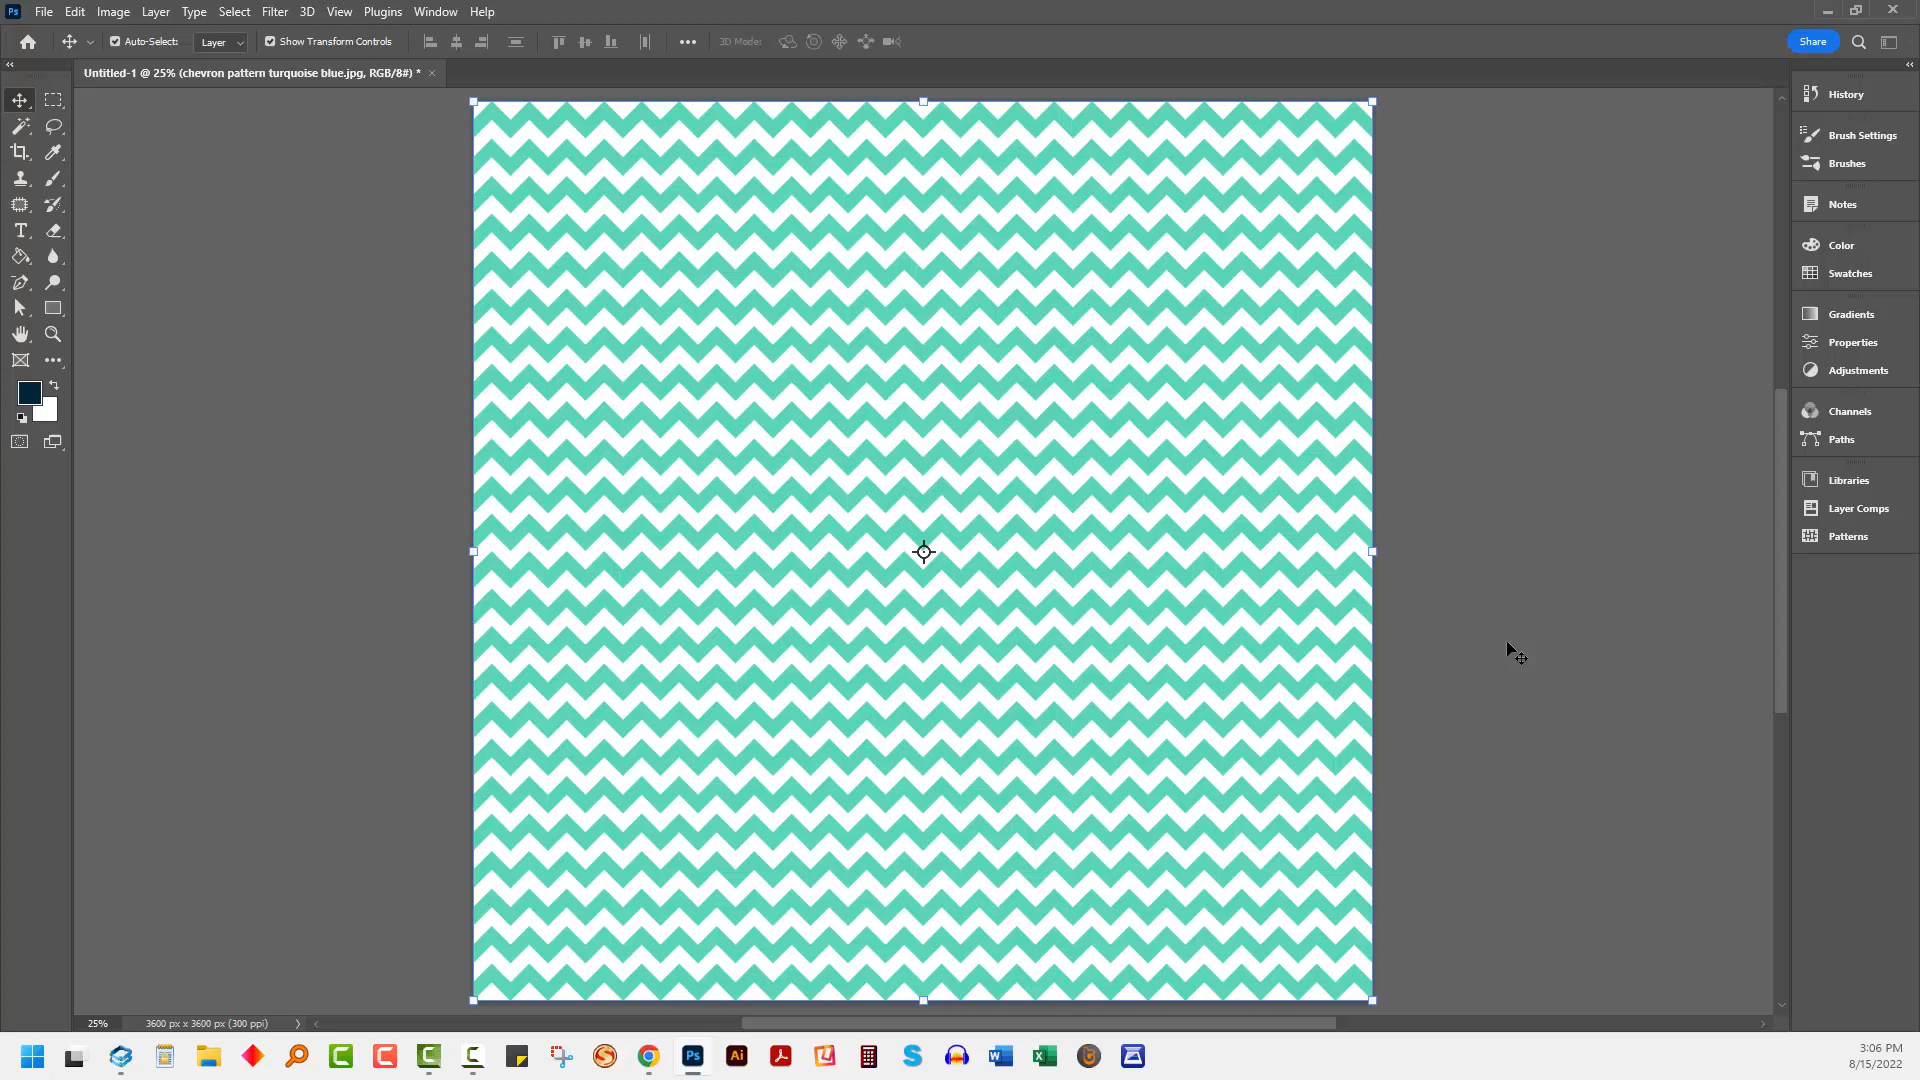 Ps File Edit Image Layer Type Select Filter 3D View Plugins Window Help
Auto-Select: Layer Show Transform Controls 3D Mode: Share
Untitled-1 @ 25% (chevron pattern turquoise blue.jpg, RGB/8#) *
History
Brush Settings
Brushes
Notes
Color
Swatches
Gradients
Properties
Adjustments
Channels
Paths
Libraries
Layer Comps
Patterns
25% 3600 px x 3600 px (300 ppi)
3:06 PM
8/15/2022